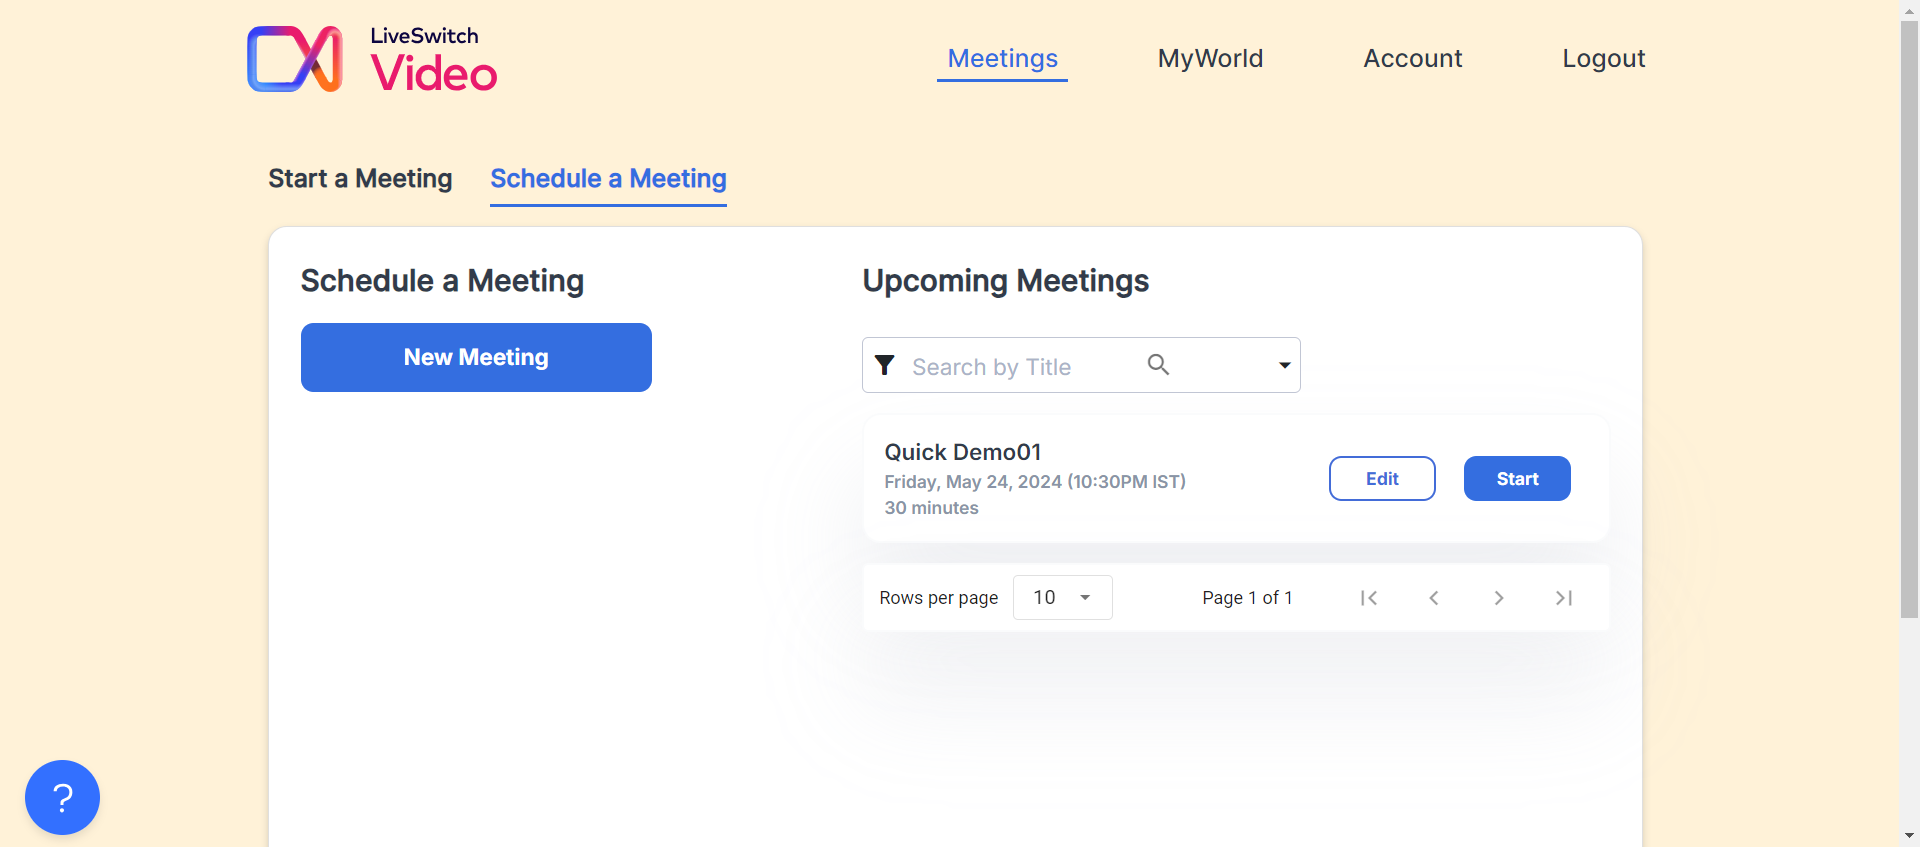 LiveSwitch
Video
Meetings
MyWorld
Account
Logout
Start a Meeting
Schedule a Meeting
Schedule a Meeting
New Meeting
Upcoming Meetings
Search by Title
Quick Demo01
Friday, May 24, 2024 (10:30PM IST)
30 minutes
Edit
Start
Rows per page
10
Page 1 of 1
?